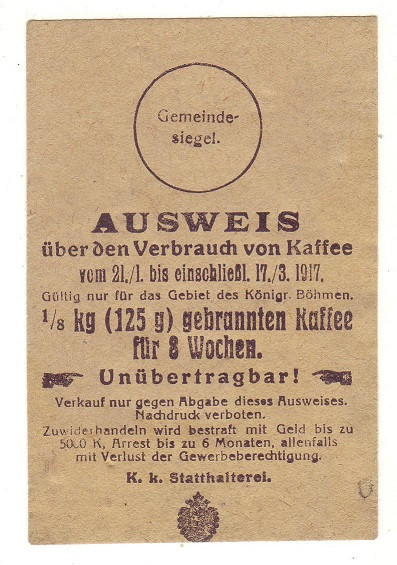 Gemeinde-
siegel.
AUSWEIS
über den Verbrauch von Kaffee
vom 21./1. bis einschließl. 17./3. 1917.
Gültig nur für das Gebiet des Königr. Böhmen.
1/8 kg (125 g) gebrannten Kaffee
für 8 Wochen.
Unübertragbar!
Verkauf nur gegen Abgabe dieses Ausweises.
Nachdruck verboten.
Zuwiderhandeln wird bestraft mit Geld bis zu
5000 K, Arrest bis zu 6 Monaten, allenfalls
mit Verlust der Gewerbeberechtigung.
K. k. Statthalterei.